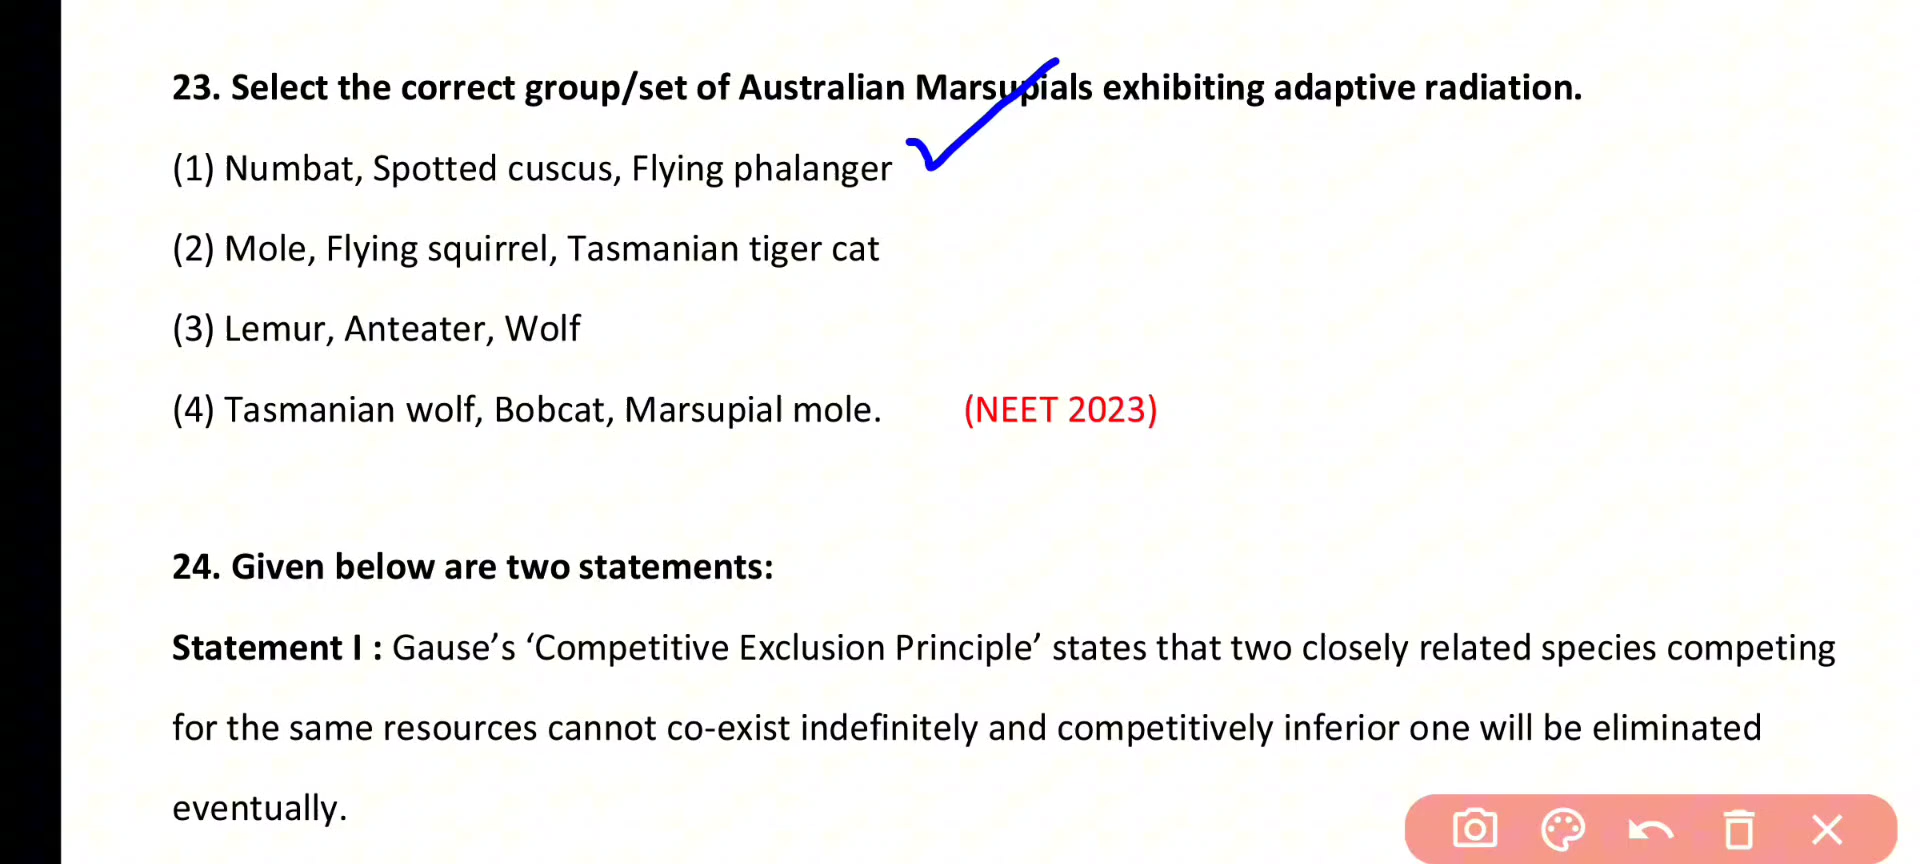 23. Select the correct group/set of Australian Marsupials exhibiting adaptive radiation.
(1) Numbat, Spotted cuscus, Flying phalanger
(2) Mole, Flying squirrel, Tasmanian tiger cat
(3) Lemur, Anteater, Wolf
(4) Tasmanian wolf, Bobcat, Marsupial mole. (NEET 2023)
24. Given below are two statements:
Statement I : Gause’s ‘Competitive Exclusion Principle’ states that two closely related species competing
for the same resources cannot co-exist indefinitely and competitively inferior one will be eliminated
eventually.